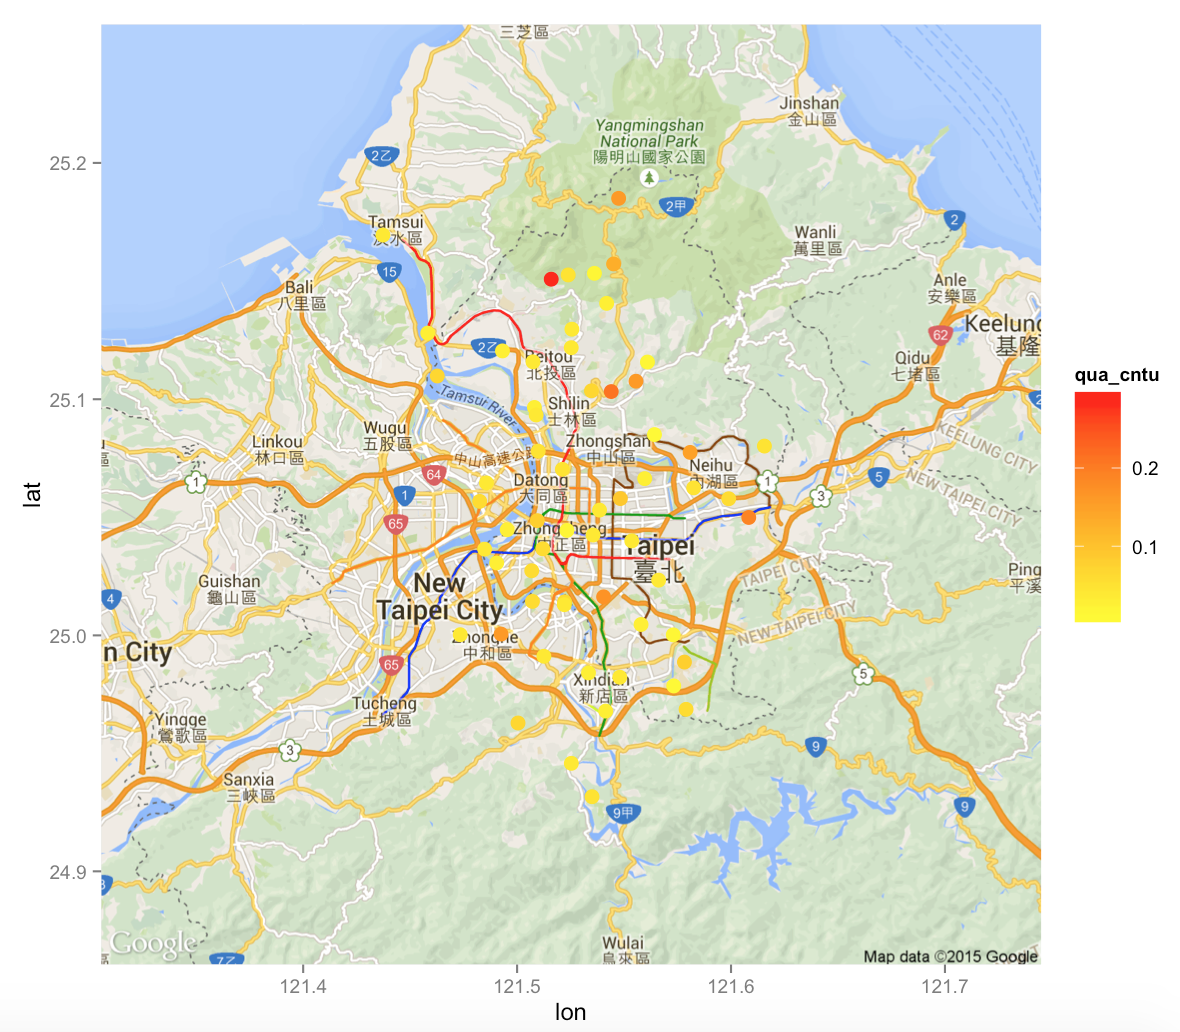 三芝區
Jinshan
金山區
Yangmingshan
National Park
陽明山國家公園
25.2
2乙
2甲
2
Tamsui
淡水區
Wanli
萬里區
15
Bali
八里區
Anle
安樂區
62
Keelung
基隆
Qidu
七堵區
2乙
Beitou
北投區
25.1
Tamsui River
2
Shilin
士林區
Wugu
五股區
Linkou
林口區
Zhongshan
中山區
KEELUNG CITY
NEW TAIPEI CITY
中山高速公路
64
Neihu
內湖區
1
Datong
大同區
1
3
5
1
65
Zhongzheng
中正區
Taipei
臺北
Guishan
龜山區
New
Taipei City
TAIPEI CITY
NEW TAIPEI CITY
Ping
平溪
4
25.0
n City
Zhonghe
中和區
65
Xindian
新店區
5
Tucheng
土城區
Yingge
鶯歌區
3
9
Sanxia
三峽區
9甲
9
24.9
3
Google
Wulai
烏來區
7乙
Map data ©2015 Google
121.4
121.5
121.6
121.7
lon
lat
qua_cntu
0.2
0.1